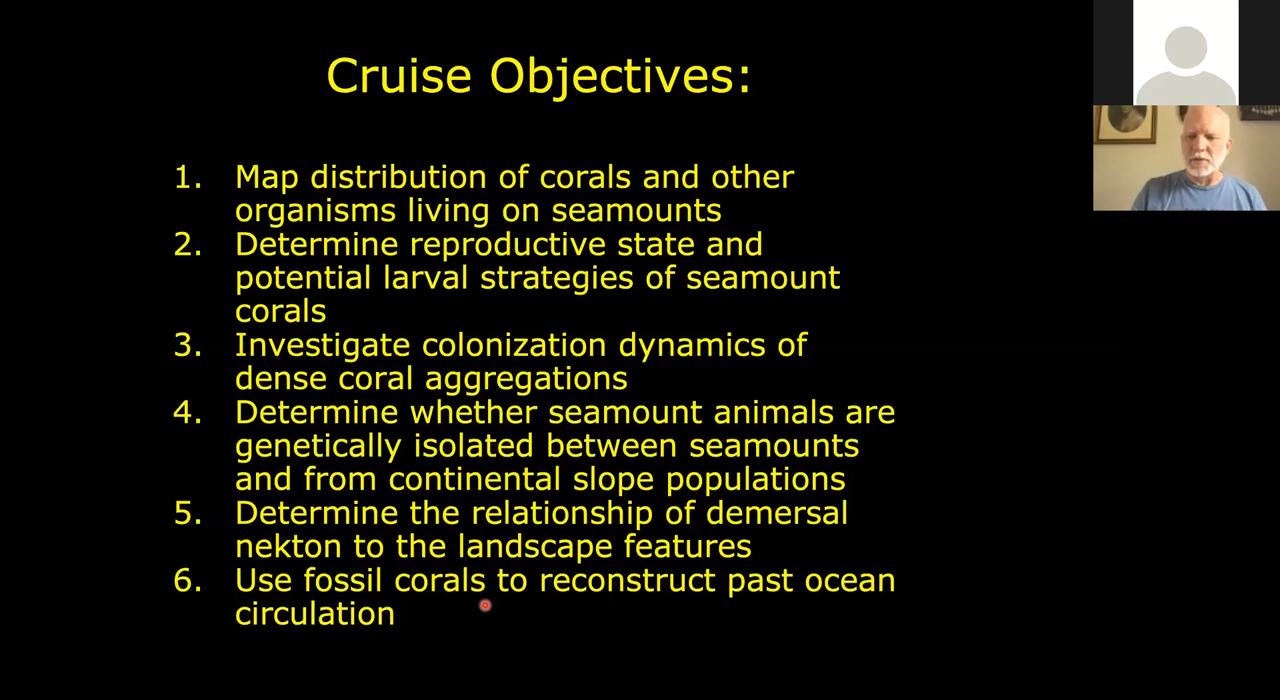 Cruise Objectives:
1. Map distribution of corals and other
organisms living on seamounts
2. Determine reproductive state and
potential larval strategies of seamount
corals
3. Investigate colonization dynamics of
dense coral aggregations
4. Determine whether seamount animals are
genetically isolated between seamounts
and from continental slope populations
5. Determine the relationship of demersal
nekton to the landscape features
6. Use fossil corals to reconstruct past ocean
circulation